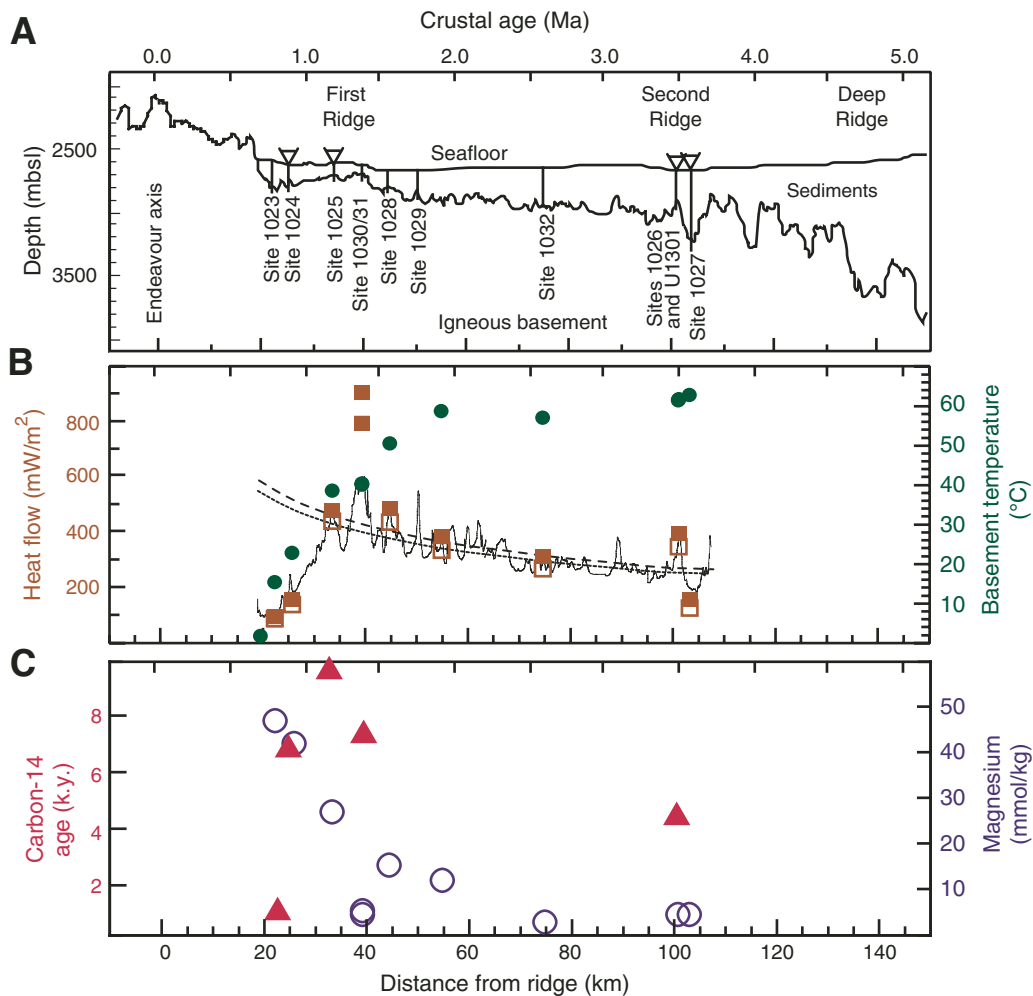 A
Crustal age (Ma)
0.0 1.0 2.0 3.0 4.0 5.0
First
Ridge
Second
Ridge
Deep
Ridge
Depth (mbsl)
2500
3500
Seafloor
Sediments
Endeavour axis
Site 1023
Site 1024
Site 1025
Site 1030/31
Site 1028
Site 1029
Site 1032
Sites 1026
and U1301
Site 1027
Igneous basement
B
Heat flow (mW/m2)
800
600
400
200
60
50
40
30
20
10
Basement temperature
(°C)
C
Carbon-14
age (k.y.)
8
6
4
2
50
40
30
20
10
Magnesium
(mmol/kg)
0 20 40 60 80 100 120 140
Distance from ridge (km)